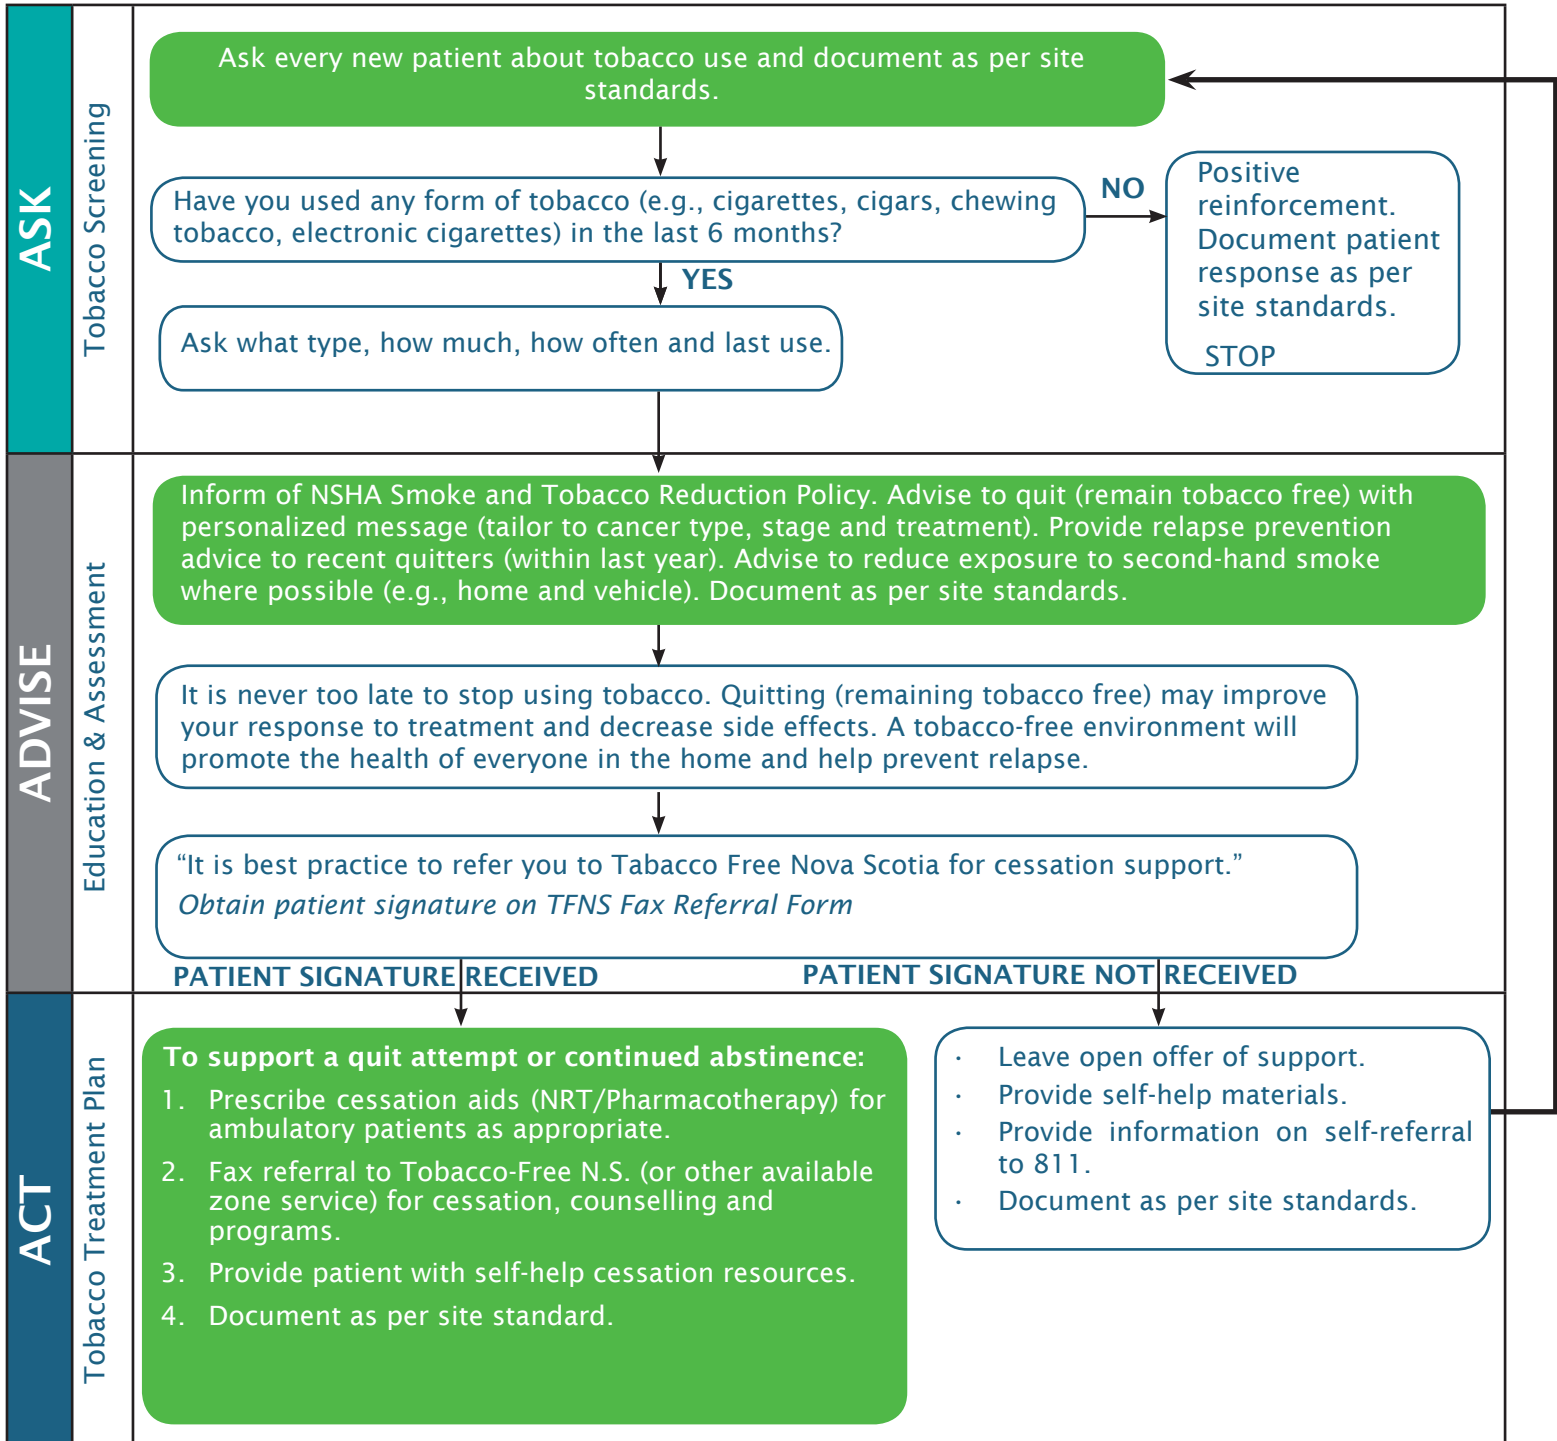 ASK
Tobacco Screening
Ask every new patient about tobacco use and document as per site
standards.
Have you used any form of tobacco (e.g., cigarettes, cigars, chewing
tobacco, electronic cigarettes) in the last 6 months?
NO
Positive
reinforcement.
Document patient
response as per
site standards.
STOP
YES
Ask what type, how much, how often and last use.
ADVISE
Education & Assessment
Inform of NSHA Smoke and Tobacco Reduction Policy. Advise to quit (remain tobacco free) with
personalized message (tailor to cancer type, stage and treatment). Provide relapse prevention
advice to recent quitters (within last year). Advise to reduce exposure to second-hand smoke
where possible (e.g., home and vehicle). Document as per site standards.
It is never too late to stop using tobacco. Quitting (remaining tobacco free) may improve
your response to treatment and decrease side effects. A tobacco-free environment will
promote the health of everyone in the home and help prevent relapse.
“It is best practice to refer you to Tabacco Free Nova Scotia for cessation support.”
Obtain patient signature on TFNS Fax Referral Form
PATIENT SIGNATURE RECEIVED
PATIENT SIGNATURE NOT RECEIVED
ACT
Tobacco Treatment Plan
To support a quit attempt or continued abstinence:
1. Prescribe cessation aids (NRT/Pharmacotherapy) for
ambulatory patients as appropriate.
2. Fax referral to Tobacco-Free N.S. (or other available
zone service) for cessation, counselling and
programs.
3. Provide patient with self-help cessation resources.
4. Document as per site standard.
· Leave open offer of support.
· Provide self-help materials.
· Provide information on self-referral
to 811.
· Document as per site standards.